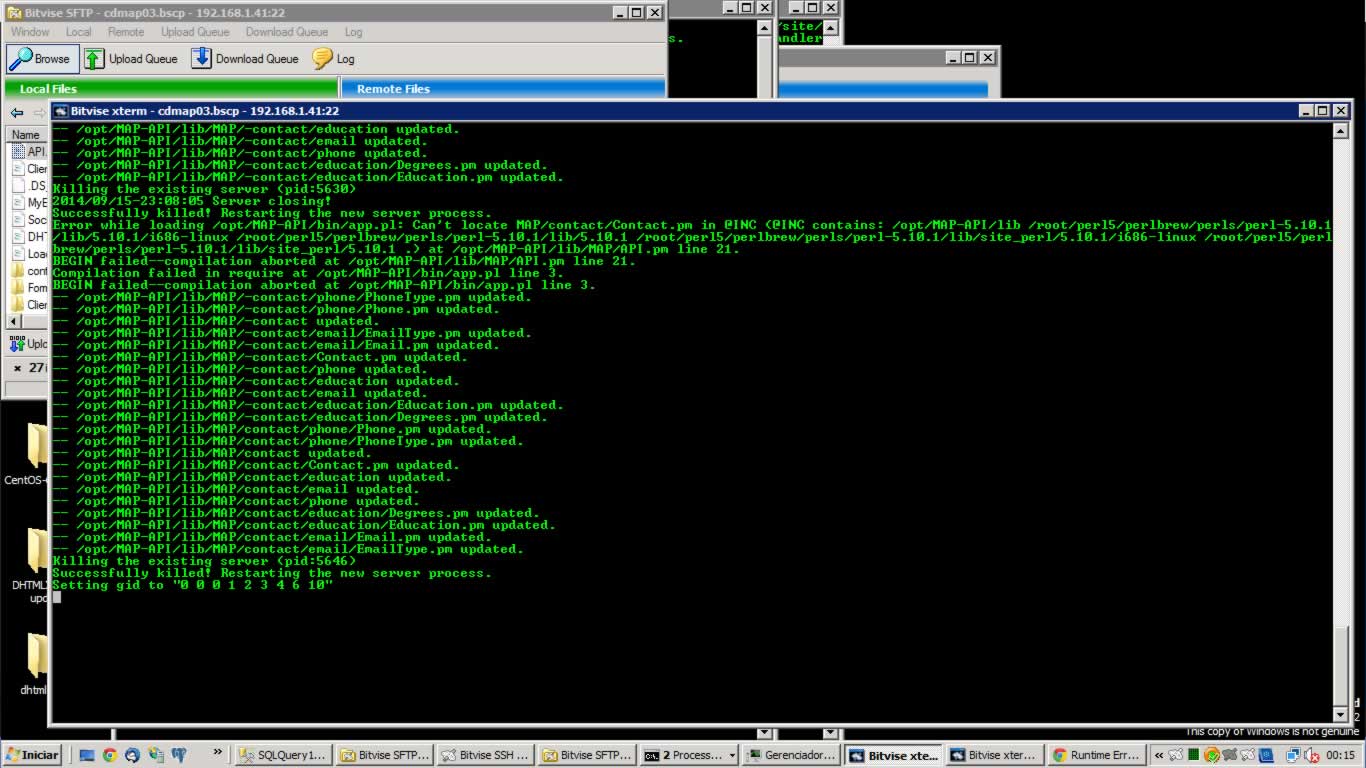 Bitvise SFTP - cdmap03.bscp - 192.168.1.41:22
Window Local Remote Upload Queue Download Queue Log
Browse Upload Queue Download Queue Log
Local Files Remote Files
s.
/site/
andler
Bitvise xterm - cdmap03.bscp - 192.168.1.41:22
Name
API.
Clien
.DS_
MyE
Soc
DHT
Loa
conf
Fom
Clien
Uplo
27
-- /opt/MAP-API/lib/MAP/-contact/education updated.
-- /opt/MAP-API/lib/MAP/-contact/email updated.
-- /opt/MAP-API/lib/MAP/-contact/phone updated.
-- /opt/MAP-API/lib/MAP/-contact/education/Degrees.pm updated.
-- /opt/MAP-API/lib/MAP/-contact/education/Education.pm updated.
Killing the existing server (pid:5630)
2014/09/15-23:08:05 Server closing!
Successfully killed! Restarting the new server process.
Error while loading /opt/MAP-API/bin/app.pl: Can't locate MAP/contact/Contact.pm in @INC (@INC contains: /opt/MAP-API/lib /root/perl5/perlbrew/perls/perl-5.10.1
/lib/5.10.1/i686-linux /root/perl5/perlbrew/perls/perl-5.10.1/lib/5.10.1 /root/perl5/perlbrew/perls/perl-5.10.1/lib/site_perl/5.10.1/i686-linux /root/perl5/perl
brew/perls/perl-5.10.1/lib/site_perl/5.10.1 .) at /opt/MAP-API/lib/MAP/API.pm line 21.
BEGIN failed--compilation aborted at /opt/MAP-API/lib/MAP/API.pm line 21.
Compilation failed in require at /opt/MAP-API/bin/app.pl line 3.
BEGIN failed--compilation aborted at /opt/MAP-API/bin/app.pl line 3.
-- /opt/MAP-API/lib/MAP/-contact/phone/PhoneType.pm updated.
-- /opt/MAP-API/lib/MAP/-contact/phone/Phone.pm updated.
-- /opt/MAP-API/lib/MAP/-contact updated.
-- /opt/MAP-API/lib/MAP/-contact/email/EmailType.pm updated.
-- /opt/MAP-API/lib/MAP/-contact/email/Email.pm updated.
-- /opt/MAP-API/lib/MAP/-contact/Contact.pm updated.
-- /opt/MAP-API/lib/MAP/-contact/phone updated.
-- /opt/MAP-API/lib/MAP/-contact/education updated.
-- /opt/MAP-API/lib/MAP/-contact/email updated.
-- /opt/MAP-API/lib/MAP/-contact/education/Education.pm updated.
-- /opt/MAP-API/lib/MAP/-contact/education/Degrees.pm updated.
-- /opt/MAP-API/lib/MAP/contact/phone/Phone.pm updated.
-- /opt/MAP-API/lib/MAP/contact/phone/PhoneType.pm updated.
-- /opt/MAP-API/lib/MAP/contact updated.
-- /opt/MAP-API/lib/MAP/contact/Contact.pm updated.
-- /opt/MAP-API/lib/MAP/contact/education updated.
-- /opt/MAP-API/lib/MAP/contact/email updated.
-- /opt/MAP-API/lib/MAP/contact/phone updated.
-- /opt/MAP-API/lib/MAP/contact/education/Degrees.pm updated.
-- /opt/MAP-API/lib/MAP/contact/education/Education.pm updated.
-- /opt/MAP-API/lib/MAP/contact/email/Email.pm updated.
-- /opt/MAP-API/lib/MAP/contact/email/EmailType.pm updated.
Killing the existing server (pid:5646)
Successfully killed! Restarting the new server process.
Setting gid to "0 0 0 1 2 3 4 6 10"
CentOS-
DHTML
upd
dhtml
d
2
This copy of Windows is not genuine
Iniciar » SQLQuery1... Bitvise SFTP... Bitvise SSH ... Bitvise SFTP... 2 Process... Gerenciador... Bitvise xte... Bitvise xter... Runtime Err... « 00:15